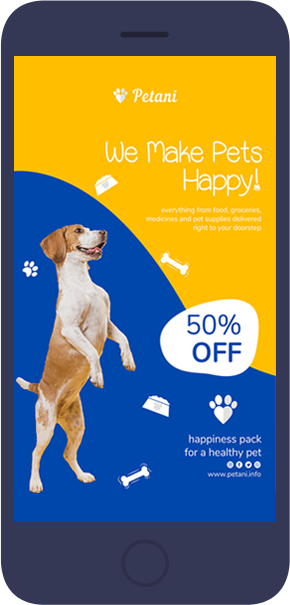 Petani
We Make Pets
Happy!
everything from food, groceries,
medicines and pet supplies delivered
right to your doorstep
50%
OFF
happiness pack
for a healthy pet
www.petani.info